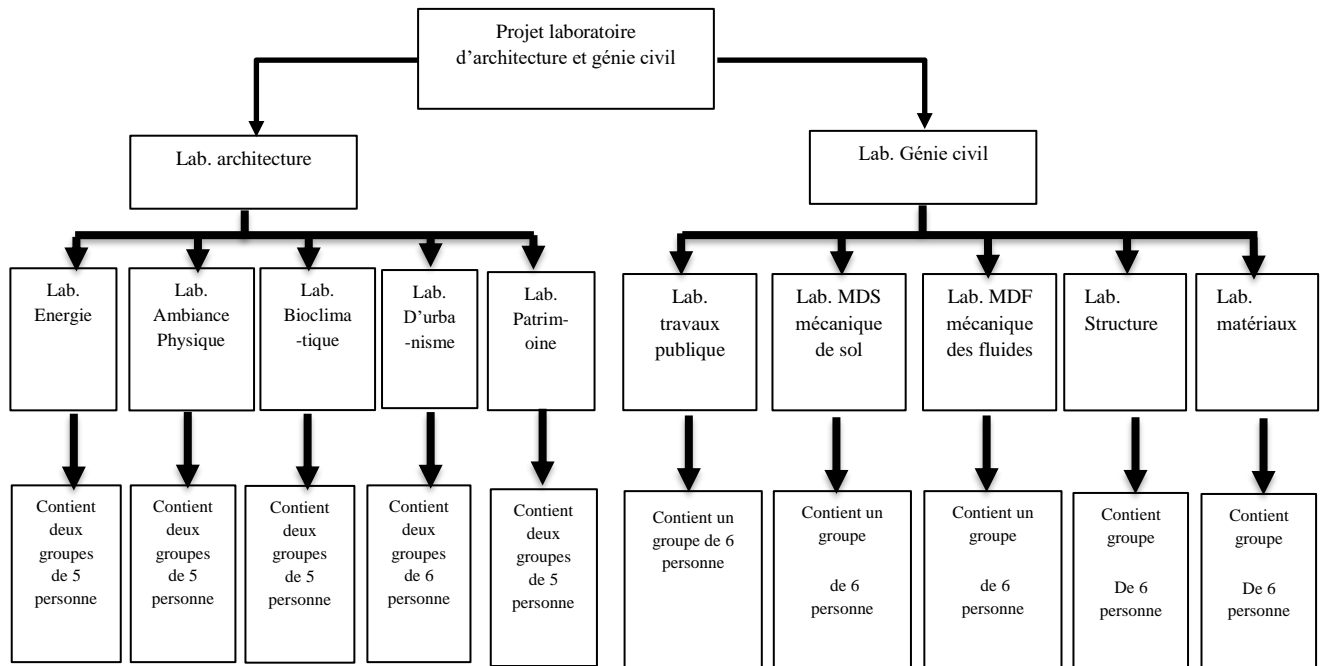 Projet laboratoire
d’architecture et génie civil
Lab. architecture
Lab. Génie civil
Lab.
Energie
Lab.
Ambiance
Physique
Lab.
Bioclima
-tique
Lab.
D’urba
-nisme
Lab.
Patrim-
oine
Lab.
travaux
publique
Lab. MDS
mécanique
de sol
Lab. MDF
mécanique
des fluides
Lab.
Structure
Lab.
matériaux
Contient
deux
groupes
de 5
personne
Contient
deux
groupes
de 5
personne
Contient
deux
groupes
de 5
personne
Contient
deux
groupes
de 6
personne
Contient
deux
groupes
de 5
personne
Contient un
groupe de 6
personne
Contient un
groupe
de 6
personne
Contient un
groupe
de 6
personne
Contient
groupe
De 6
personne
Contient
groupe
De 6
personne